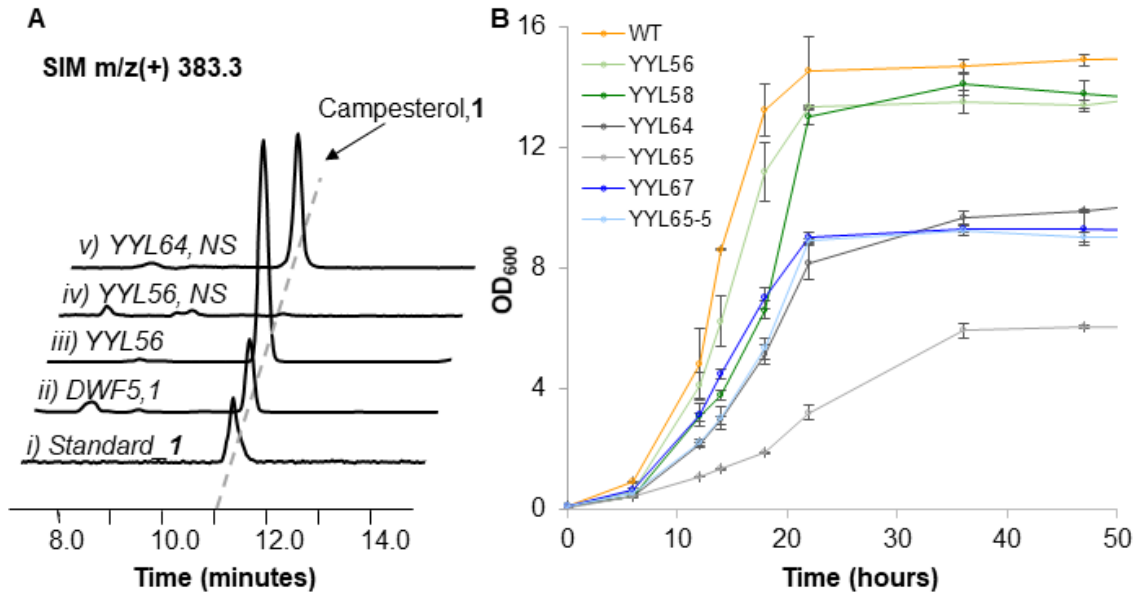 A
SIM m/z(+) 383.3
Campesterol,1
v) YYL64, NS
iv) YYL56, NS
iii) YYL56
ii) DWF5,1
i) Standard_1
8.0 10.0 12.0 14.0
Time (minutes)
B
16
12
8
4
0
OD600
WT
YYL56
YYL58
YYL64
YYL65
YYL67
YYL65-5
0 10 20 30 40 50
Time (hours)